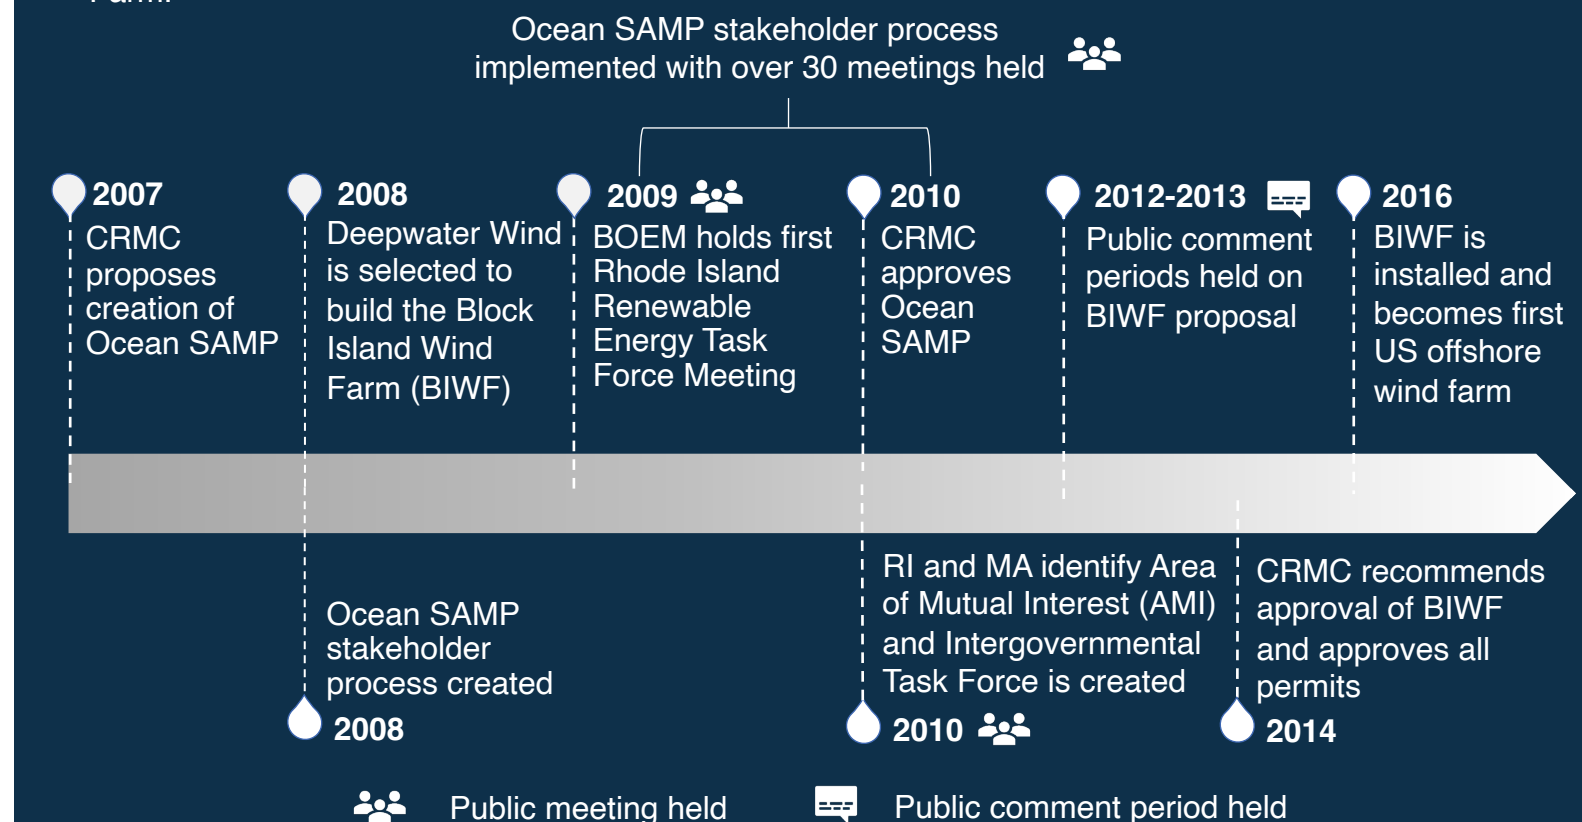 Farm.
Ocean SAMP stakeholder process
implemented with over 30 meetings held
2007
CRMC
proposes
creation of
Ocean SAMP
2008
Deepwater Wind
is selected to
build the Block
Island Wind
Farm (BIWF)
2009
BOEM holds first
Rhode Island
Renewable
Energy Task
Force Meeting
2010
CRMC
approves
Ocean
SAMP
2012-2013
Public comment
periods held on
BIWF proposal
2016
BIWF is
installed and
becomes first
US offshore
wind farm
Ocean SAMP
stakeholder
process created
2008
RI and MA identify Area
of Mutual Interest (AMI)
and Intergovernmental
Task Force is created
2010
CRMC recommends
approval of BIWF
and approves all
permits
2014
Public meeting held
Public comment period held